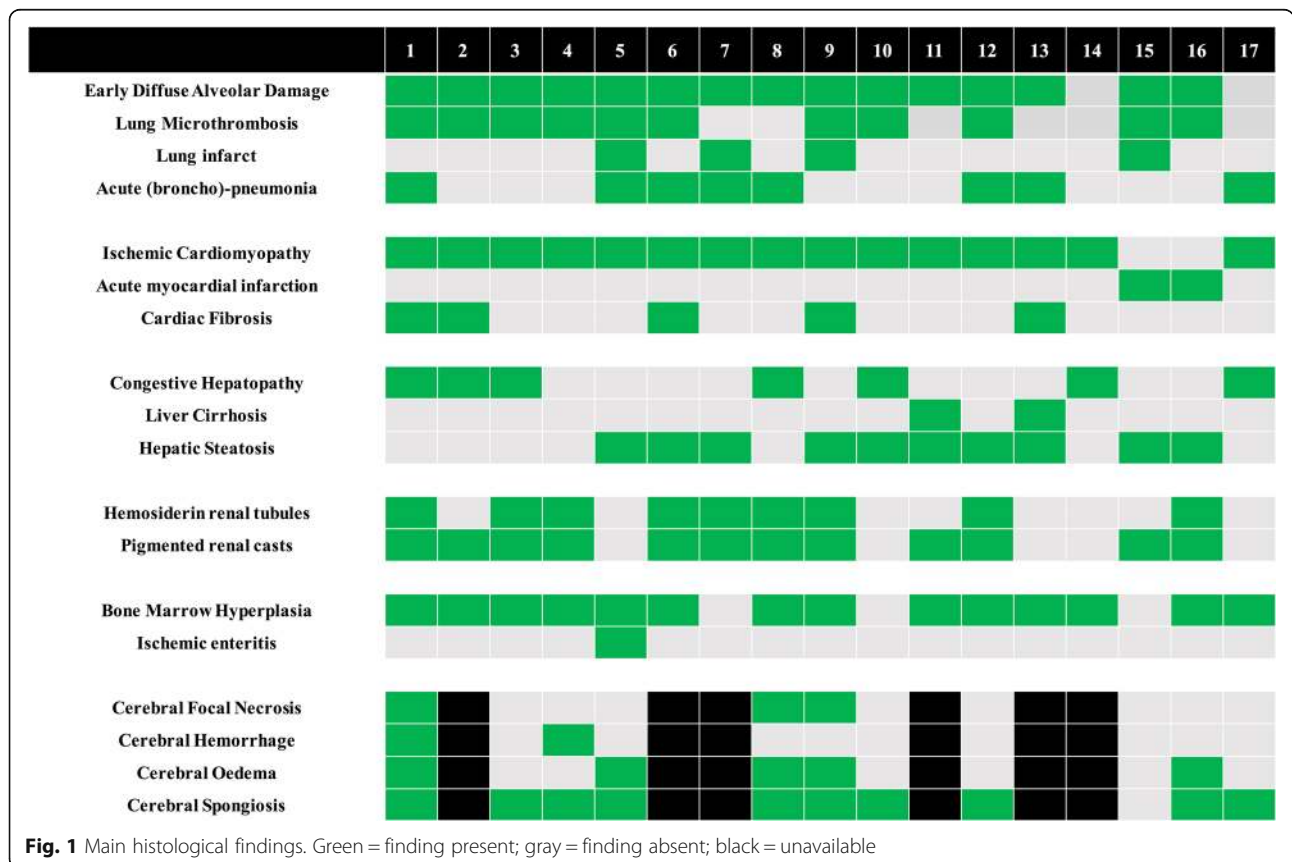 1 2 3 4 5 6 7 8 9 10 11 12 13 14 15 16 17
Early Diffuse Alveolar Damage
Lung Microthrombosis
Lung infarct
Acute (broncho)-pneumonia
Ischemic Cardiomyopathy
Acute myocardial infarction
Cardiac Fibrosis
Congestive Hepatopathy
Liver Cirrhosis
Hepatic Steatosis
Hemosiderin renal tubules
Pigmented renal casts
Bone Marrow Hyperplasia
Ischemic enteritis
Cerebral Focal Necrosis
Cerebral Hemorrhage
Cerebral Oedema
Cerebral Spongiosis
Fig. 1 Main histological findings. Green = finding present; gray = finding absent; black = unavailable